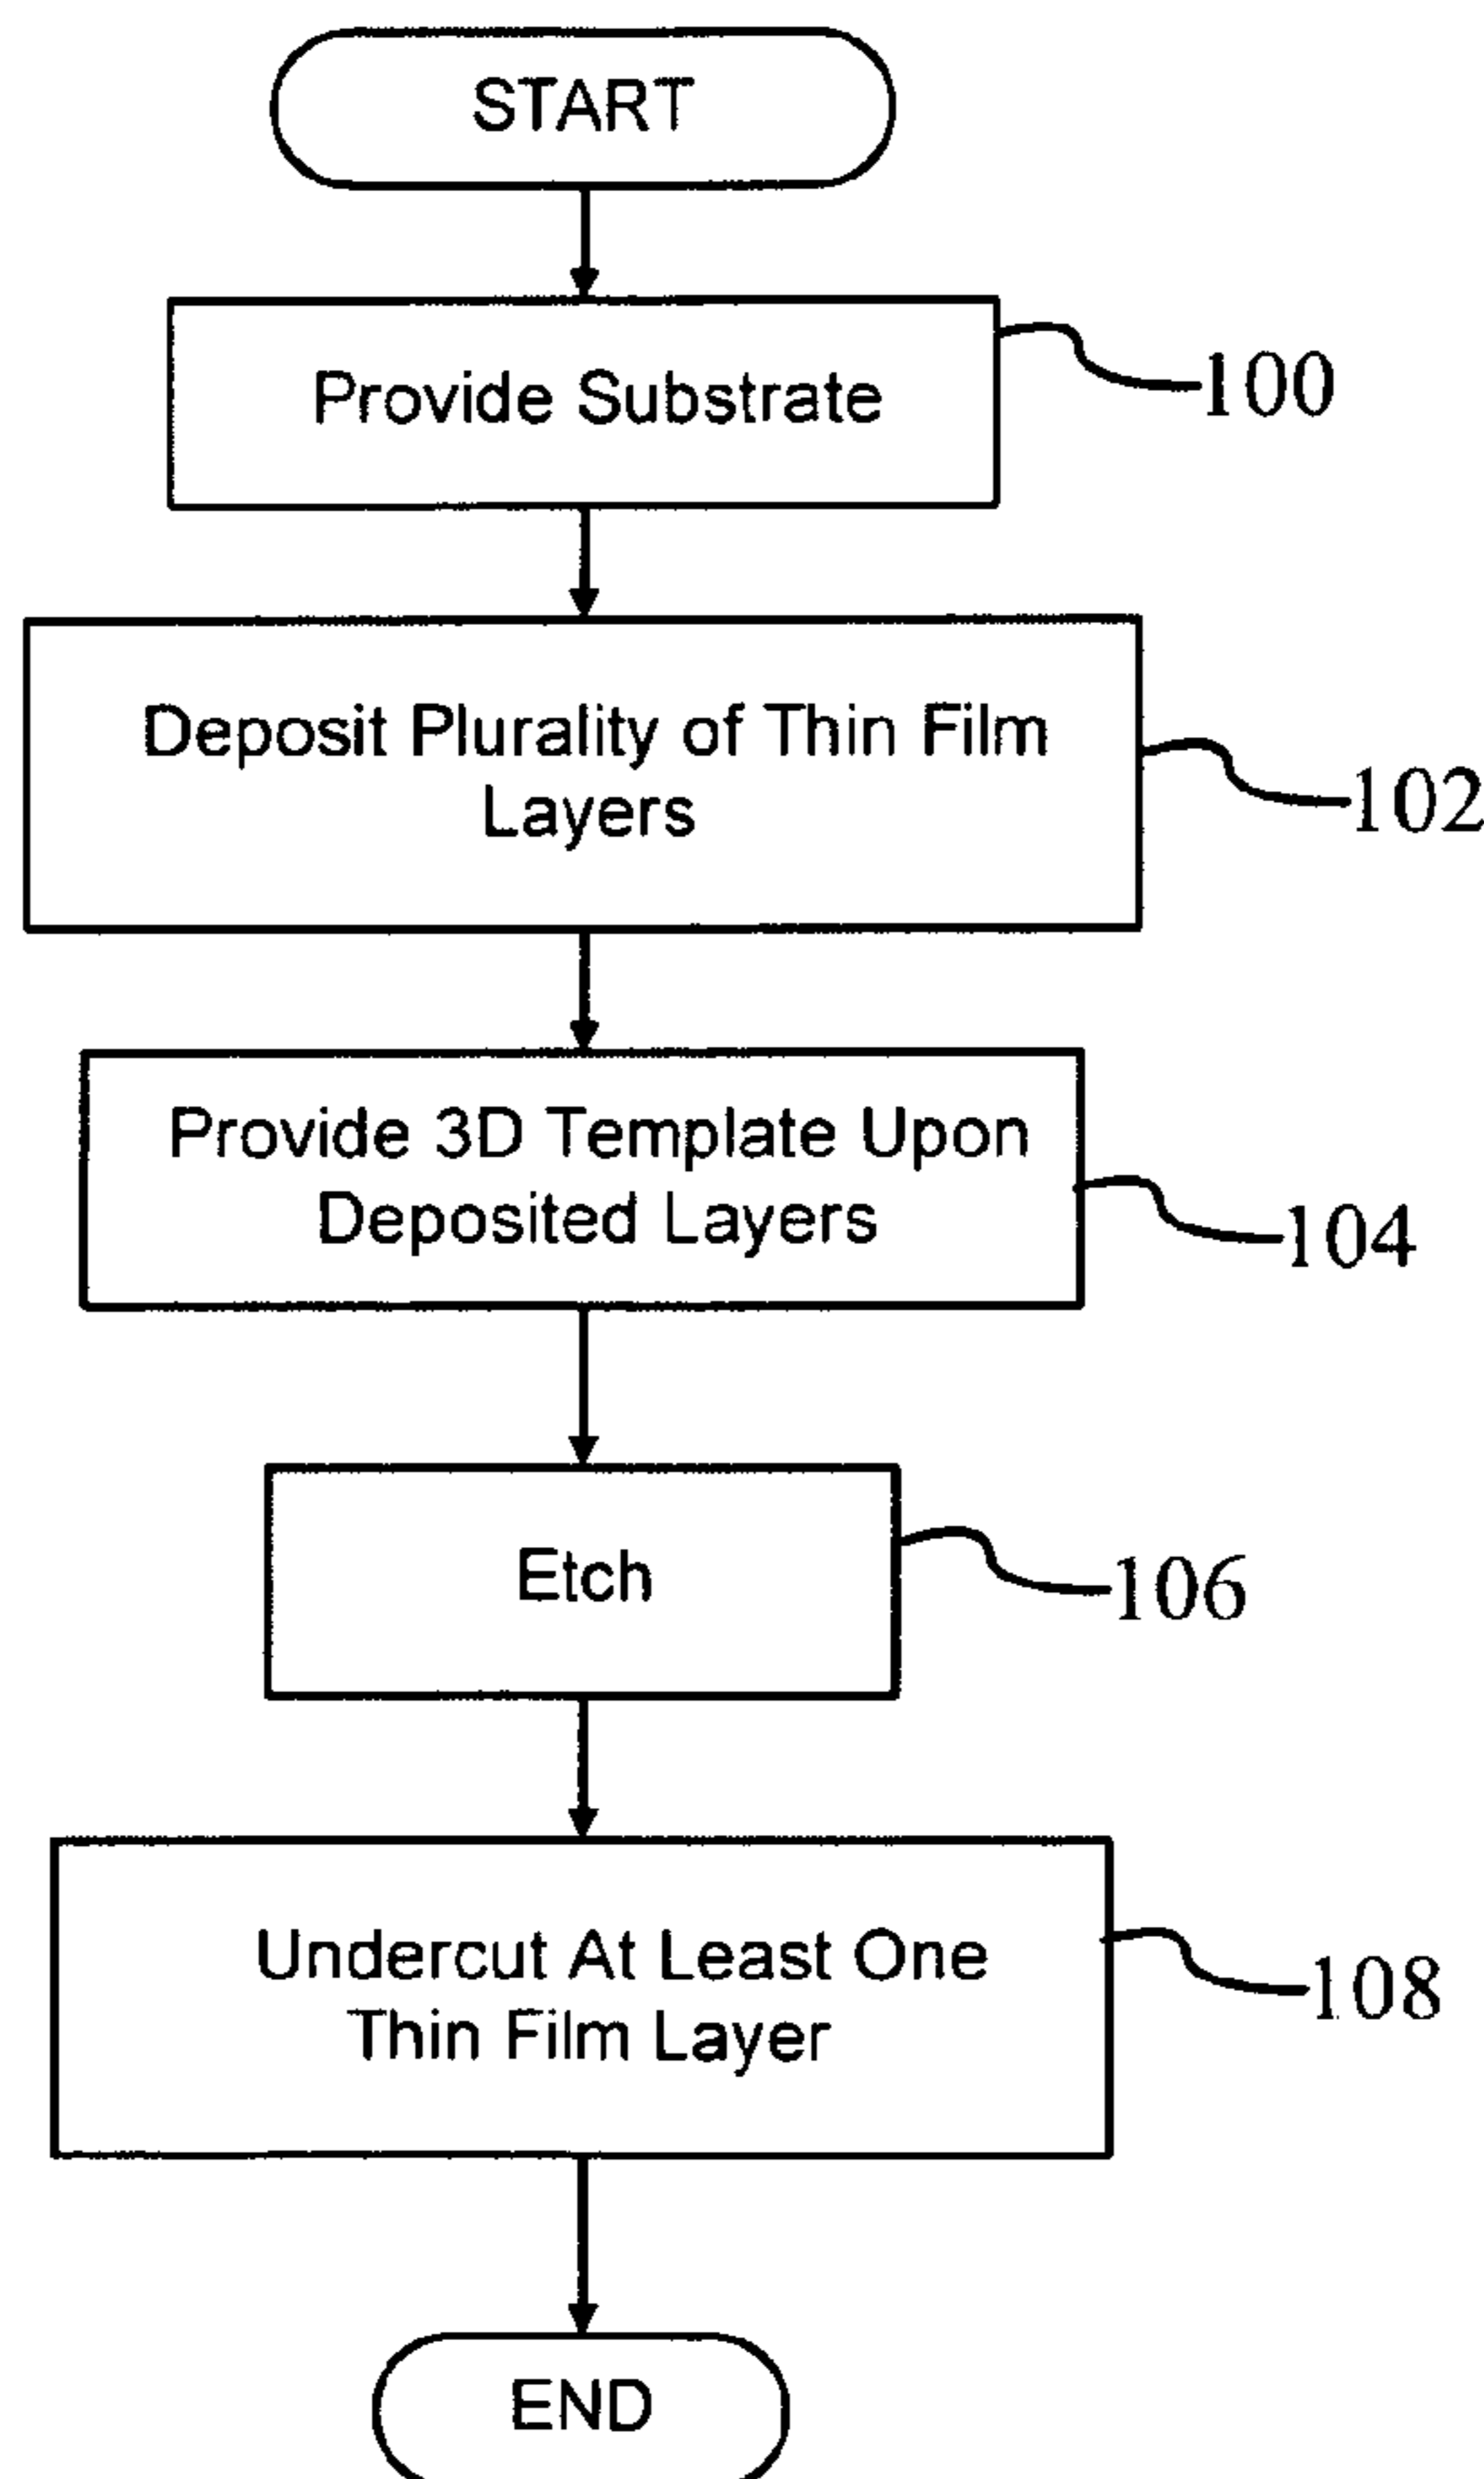 START
Provide Substrate
100
Deposit Plurality of Thin Film
Layers
102
Provide 3D Template Upon
Deposited Layers
104
Etch
106
Undercut At Least One
Thin Film Layer
108
END